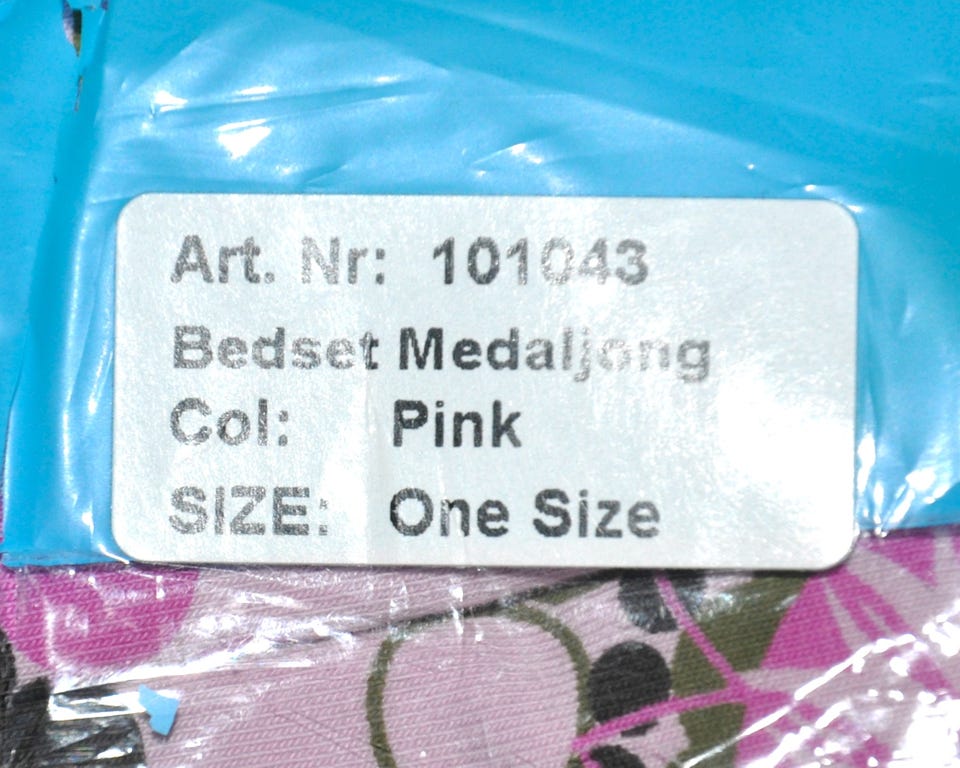 Art. Nr: 101043
Bedset Medaljong
Col: Pink
SIZE: One Size